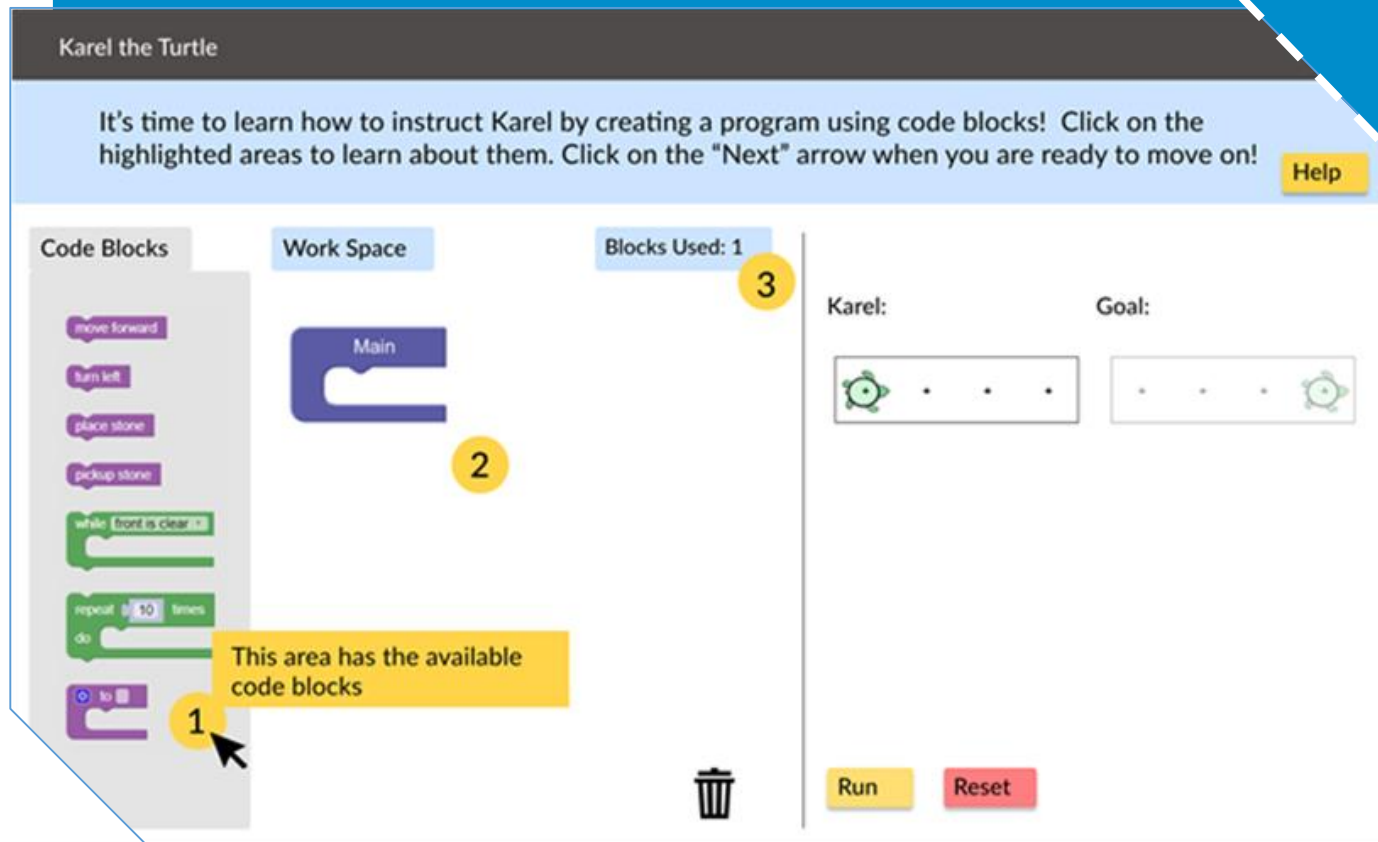 Karel the Turtle
It's time to learn how to instruct Karel by creating a program using code blocks!  Click on the
highlighted areas to learn about them. Click on the “Next” arrow when you are ready to move on!
Help
Code Blocks
move forward
turn left
place stone
pickup stone
while front is clear
repeat 10 times
do
to
1
This area has the available
code blocks
Work Space
Main
2
Blocks Used: 1
3
Karel:
Goal:
Run
Reset